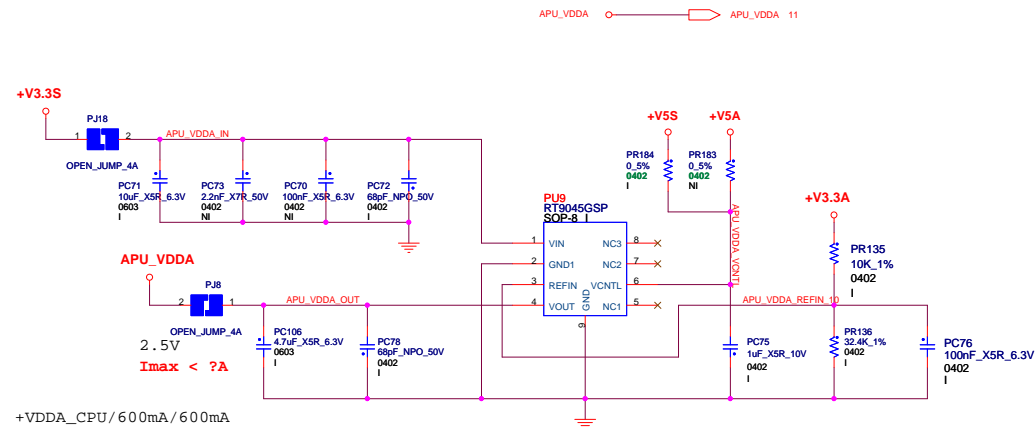 APU_VDDA
APU_VDDA 11
+V3.3S
PJ18
1
2
APU_VDDA_IN
OPEN_JUMP_4A
PC71
10uF_X5R_6.3V
0603
I
PC73
2.2nF_X7R_50V
0402
NI
PC70
100nF_X5R_6.3V
0402
NI
PC72
68pF_NPO_50V
0402
I
+V5S
+V5A
PR184
0_5%
0402
I
PR183
0_5%
0402
NI
APU_VDDA_VCNTL
PU9
RT9045GSP
SOP-8 I
1 VIN
2 GND1
3 REFIN
4 VOUT
NC3 8
NC2 7
VCNTL 6
NC1 5
GND
9
+V3.3A
PR135
10K_1%
0402
I
APU_VDDA_REFIN_10
PR136
32.4K_1%
0402
I
PC76
100nF_X5R_6.3V
0402
I
PC75
1uF_X5R_10V
0402
I
APU_VDDA
PJ8
2
1
APU_VDDA_OUT
OPEN_JUMP_4A
2.5V
Imax < ?A
PC106
4.7uF_X5R_6.3V
0603
I
PC78
68pF_NPO_50V
0402
I
+VDDA_CPU/600mA/600mA